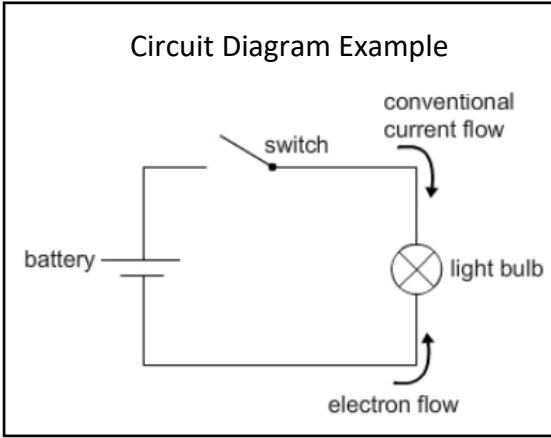 Circuit Diagram Example
conventional
current flow
switch
battery
light bulb
electron flow